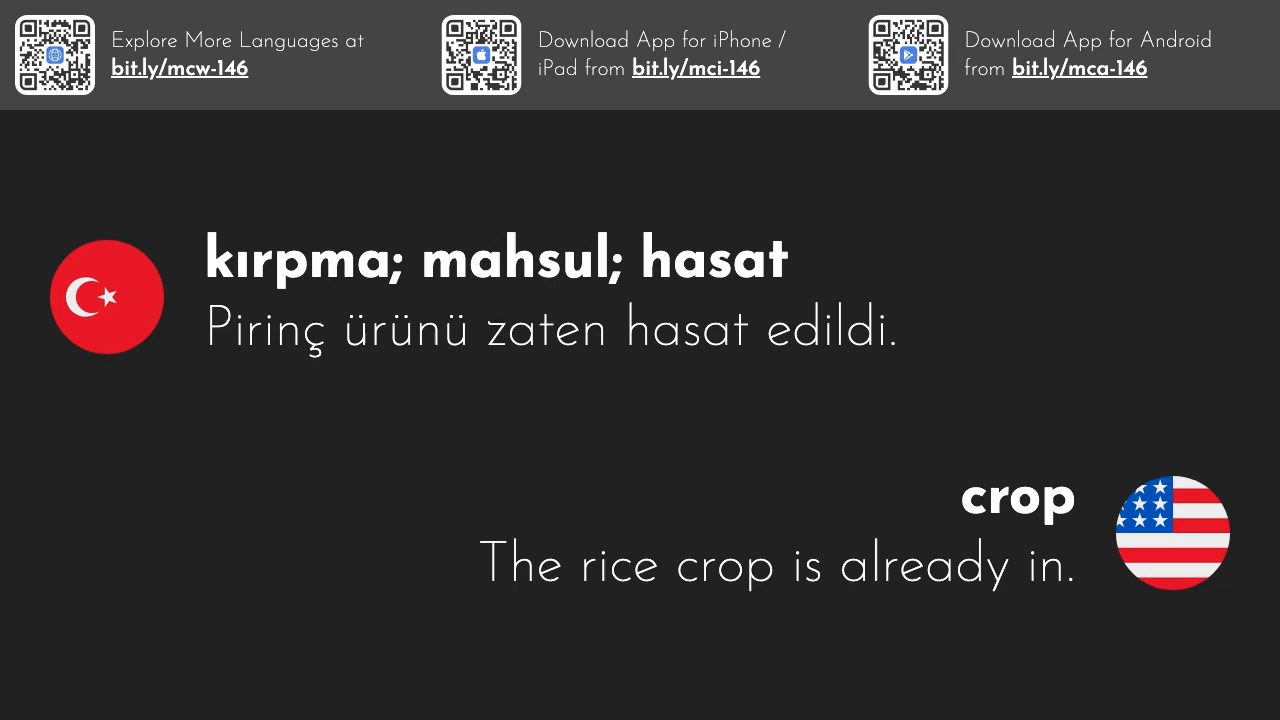 Explore More Languages at
bit.ly/mcw-146
Download App for iPhone /
iPad from bit.ly/mci-146
Download App for Android
from bit.ly/mca-146
kırpma; mahsul; hasat
Pirinç ürünü zaten hasat edildi.
crop
The rice crop is already in.